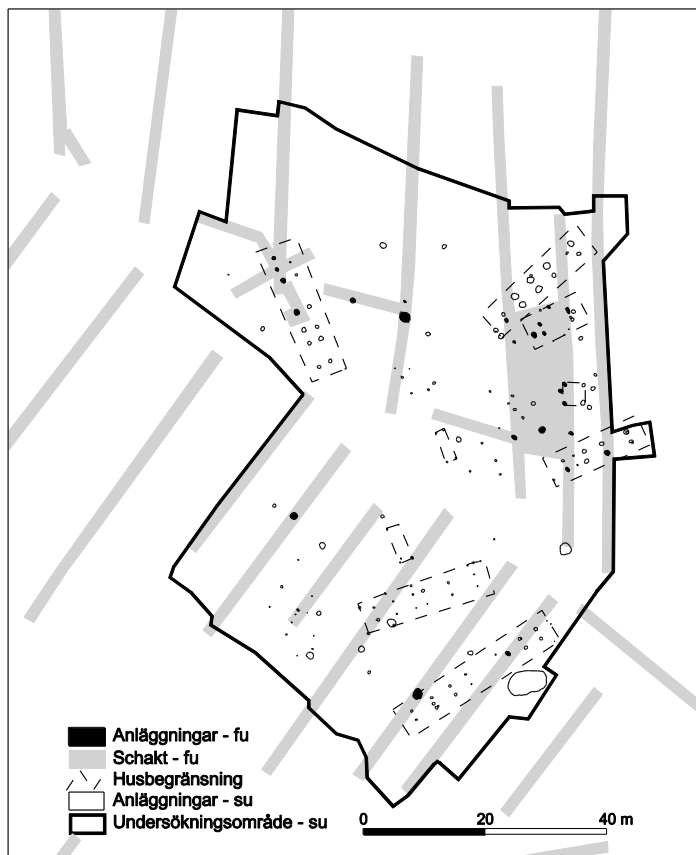 Anläggningar - fu
Schakt - fu
Husbegränsning
Anläggningar - su
Undersökningsområde - su
0 20 40 m